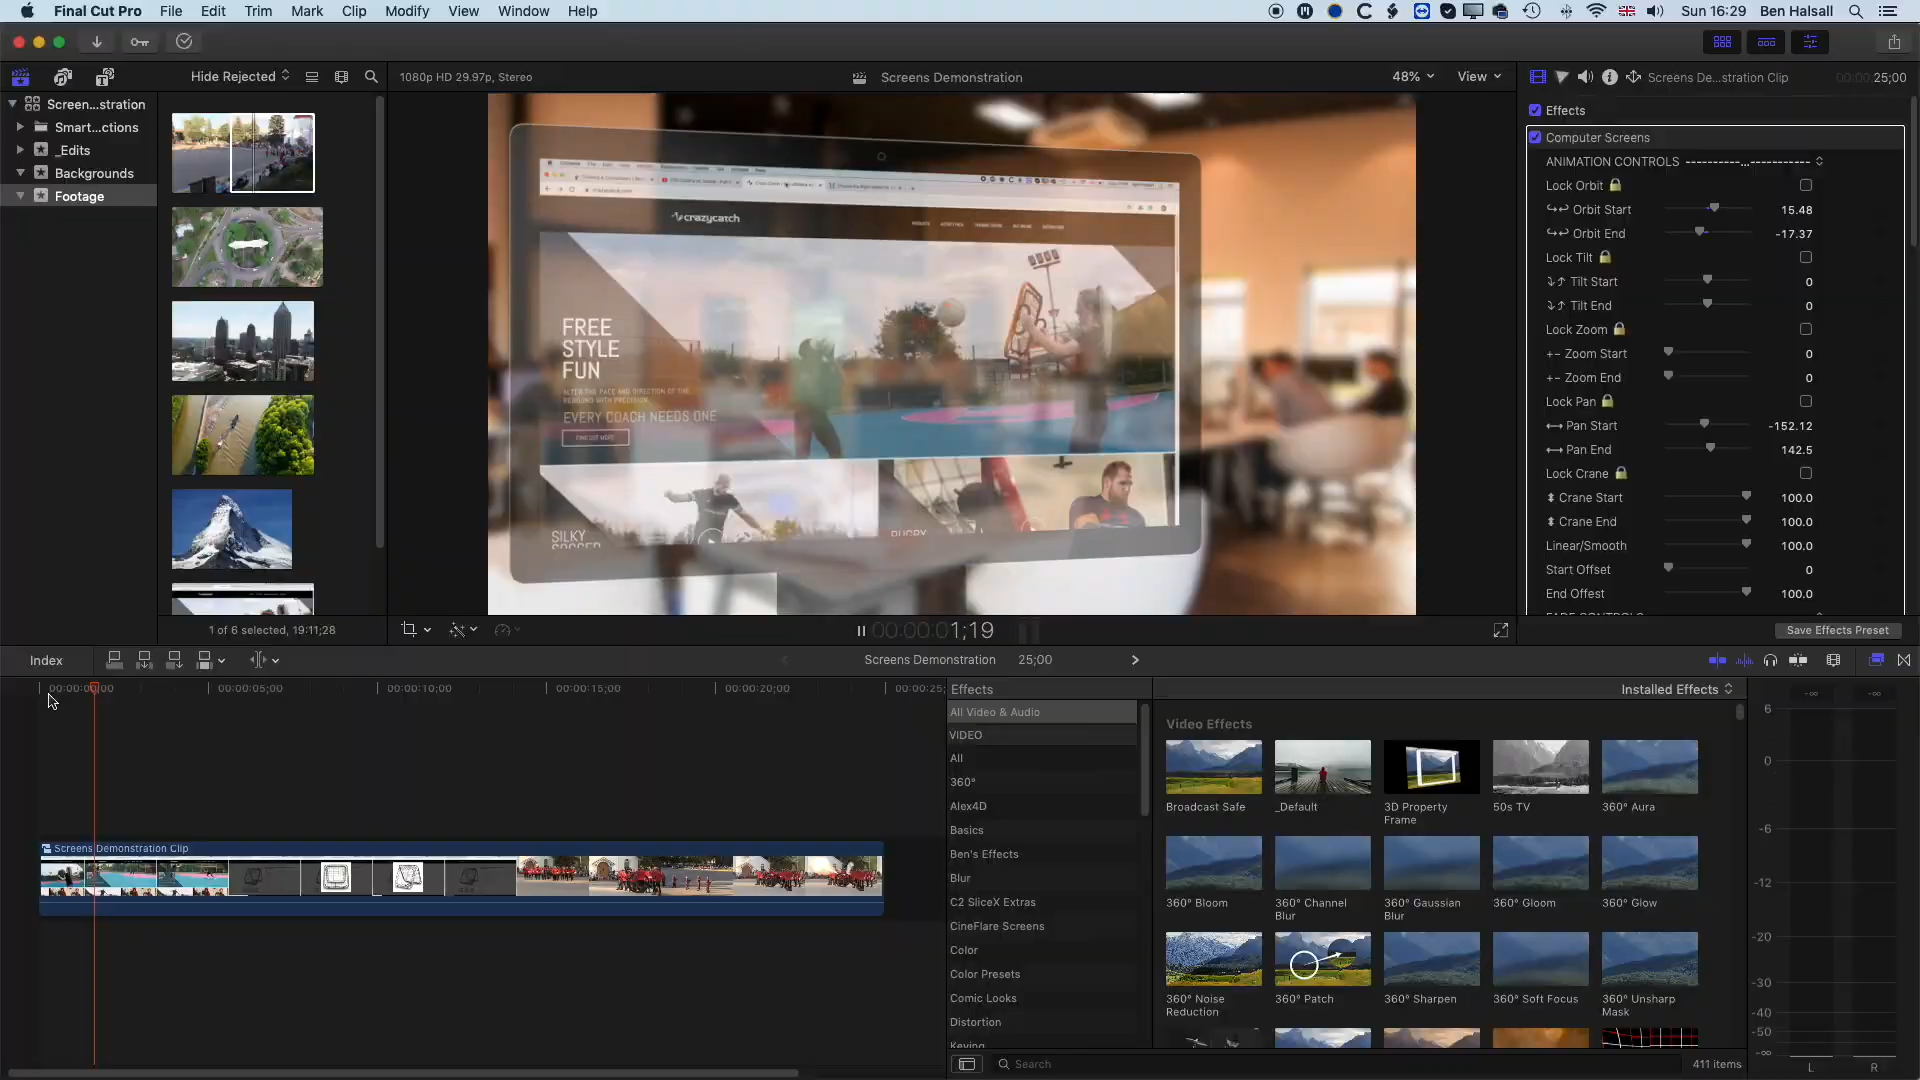 Final Cut Pro File Edit Trim Mark Clip Modify View Window Help Sun 16:29 Ben Halsall
Hide Rejected 1080p HD 29.97p, Stereo Screens Demonstration 48% View Screens De...stration Clip 00:00:00:25;00
Screen...stration
Smart...ctions
_Edits
Backgrounds
Footage
1 of 6 selected, 19:11;28
crazycatch
FREE
STYLE
FUN
ALTER THE PACE AND DIRECTION OF THE
REBOUND WITH PRECISION
EVERY COACH NEEDS ONE
FIND OUT MORE
SILKY
SOCCER
RUGBY
00:00:00:01;19
Effects
Computer Screens
ANIMATION CONTROLS ----------...-----------
Lock Orbit
Orbit Start 15.48
Orbit End -17.37
Lock Tilt
Tilt Start 0
Tilt End 0
Lock Zoom
+- Zoom Start 0
+- Zoom End 0
Lock Pan
Pan Start -152.12
Pan End 142.5
Lock Crane
Crane Start 100.0
Crane End 100.0
Linear/Smooth 100.0
Start Offset 0
End Offest 100.0
FADE CONTROLS
Save Effects Preset
Index Screens Demonstration 25;00
00:00:00:00 00:00:05;00 00:00:10;00 00:00:15;00 00:00:20;00 00:00:25;
Screens Demonstration Clip
Effects Installed Effects
All Video & Audio
VIDEO
All
360°
Alex4D
Basics
Ben's Effects
Blur
C2 SliceX Extras
CineFlare Screens
Color
Color Presets
Comic Looks
Distortion
Keying
Video Effects
Broadcast Safe _Default 3D Property Frame 50s TV 360° Aura
360° Bloom 360° Channel Blur 360° Gaussian Blur 360° Gloom 360° Glow
360° Noise Reduction 360° Patch 360° Sharpen 360° Soft Focus 360° Unsharp Mask
Search 411 items
-∞ -∞
6
0
-6
-12
-20
-30
-40
-50
-∞
L R